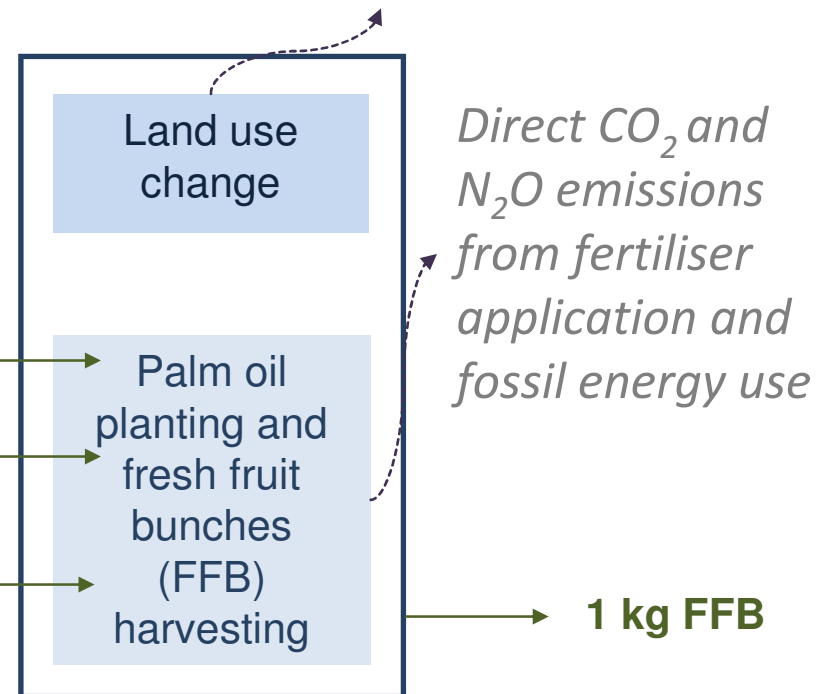 Land use
change
Direct CO₂ and
N₂O emissions
from fertiliser
application and
fossil energy use
Palm oil
planting and
fresh fruit
bunches
(FFB)
harvesting
1 kg FFB